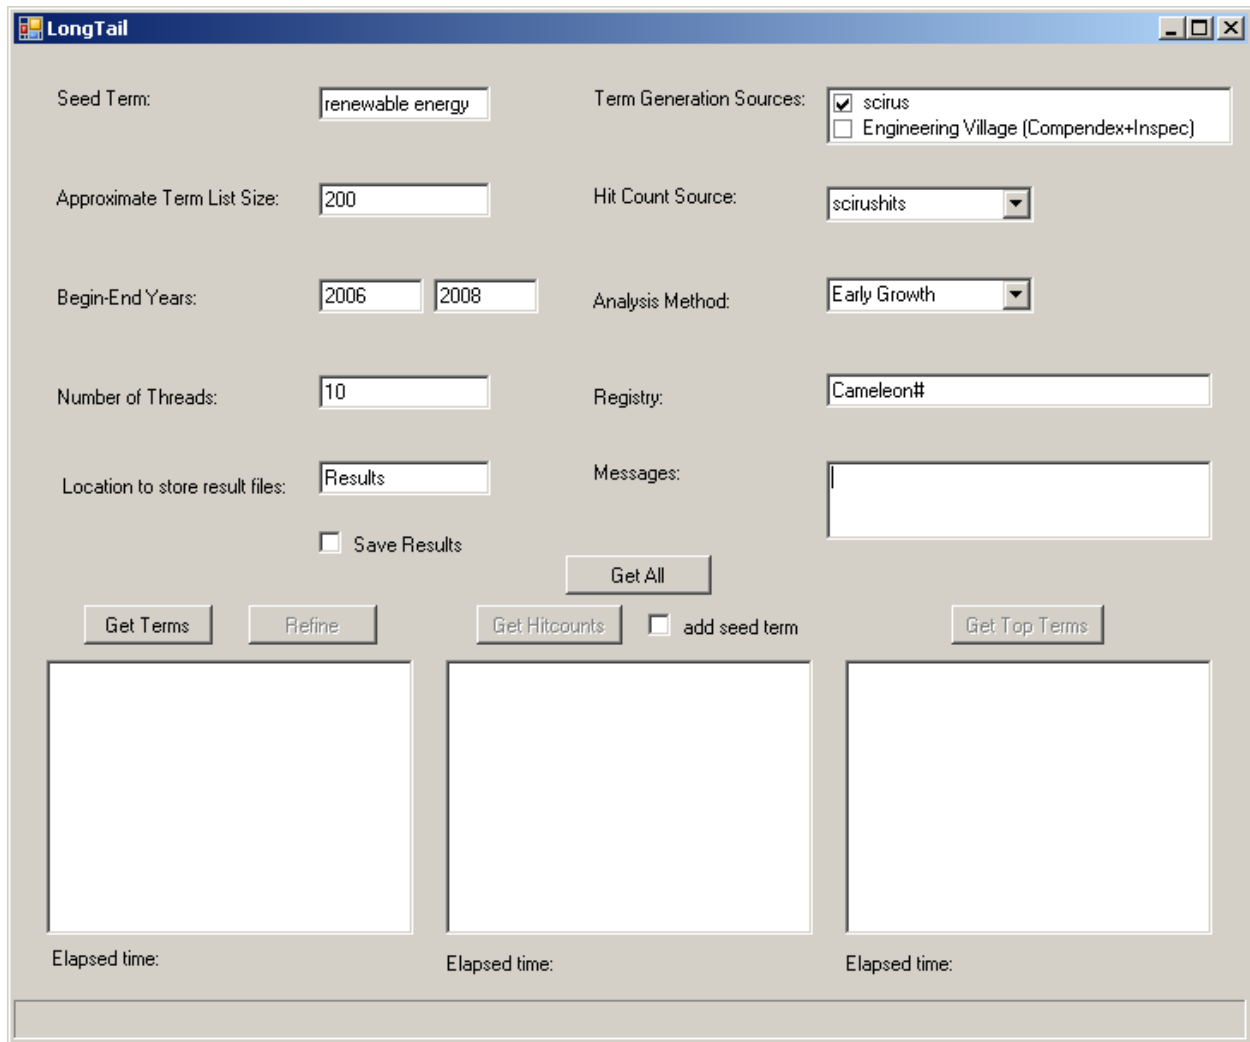 LongTail
Seed Term:
renewable energy
Term Generation Sources:
scirus
Engineering Village (Compendex+Inspec)
Approximate Term List Size:
200
Hit Count Source:
scirushits
Begin-End Years:
2006
2008
Analysis Method:
Early Growth
Number of Threads:
10
Registry:
Cameleon#
Location to store result files:
Results
Messages:
Save Results
Get All
Get Terms
Refine
Get Hitcounts
add seed term
Get Top Terms
Elapsed time:
Elapsed time:
Elapsed time: